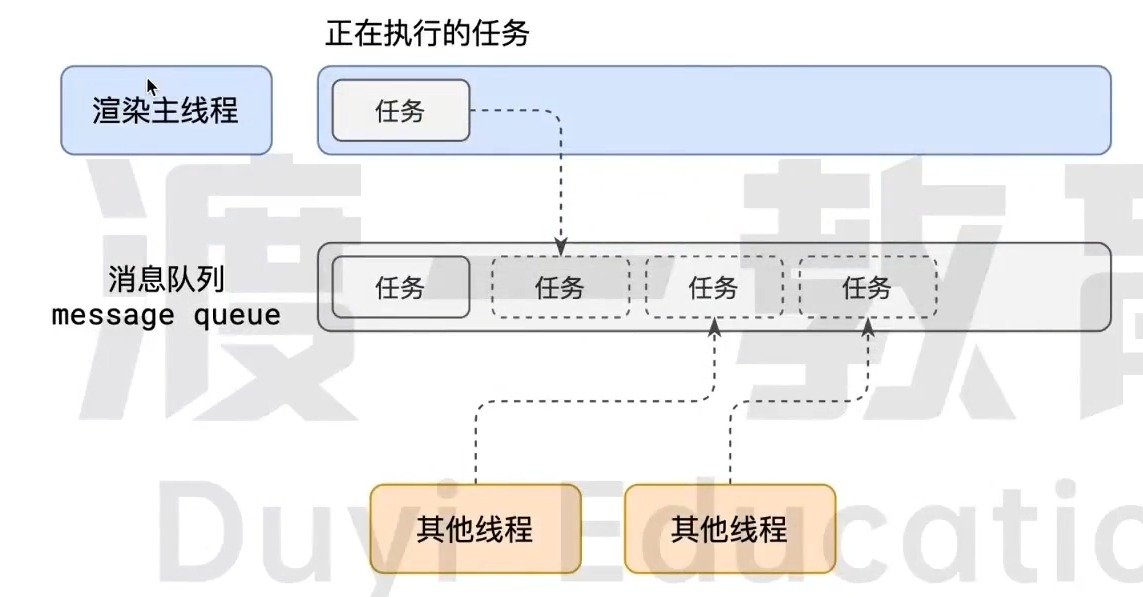 正在执行的任务
渲染主线程
任务
消息队列
message queue
任务
任务
任务
任务
其他线程
其他线程
渡一教
Duyi Educatio